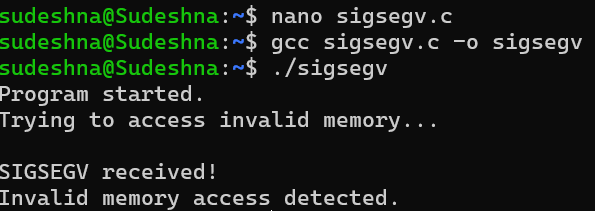 sudeshna@Sudeshna:~$ nano sigsegv.c
sudeshna@Sudeshna:~$ gcc sigsegv.c -o sigsegv
sudeshna@Sudeshna:~$ ./sigsegv
Program started.
Trying to access invalid memory...
SIGSEGV received!
Invalid memory access detected.